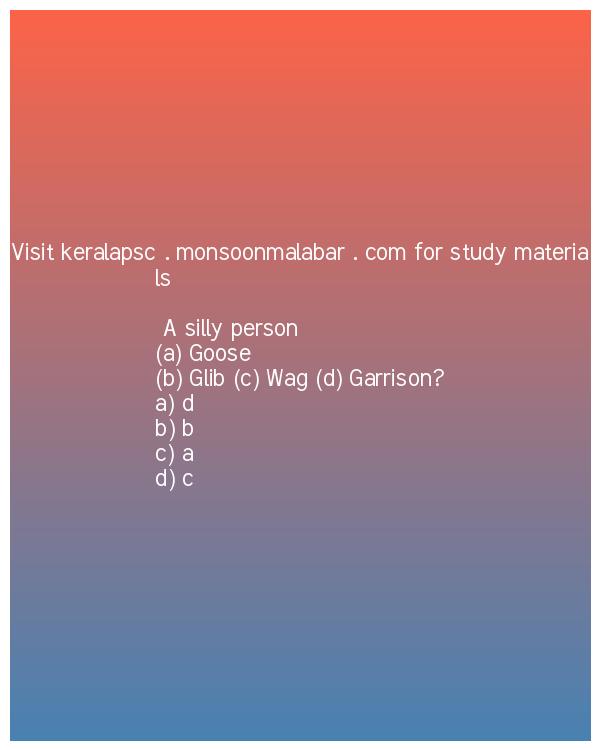 Visit keralapsc . monsoonmalabar . com for study materia
ls
A silly person
(a) Goose
(b) Glib (c) Wag (d) Garrison?
a) d
b) b
c) a
d) c